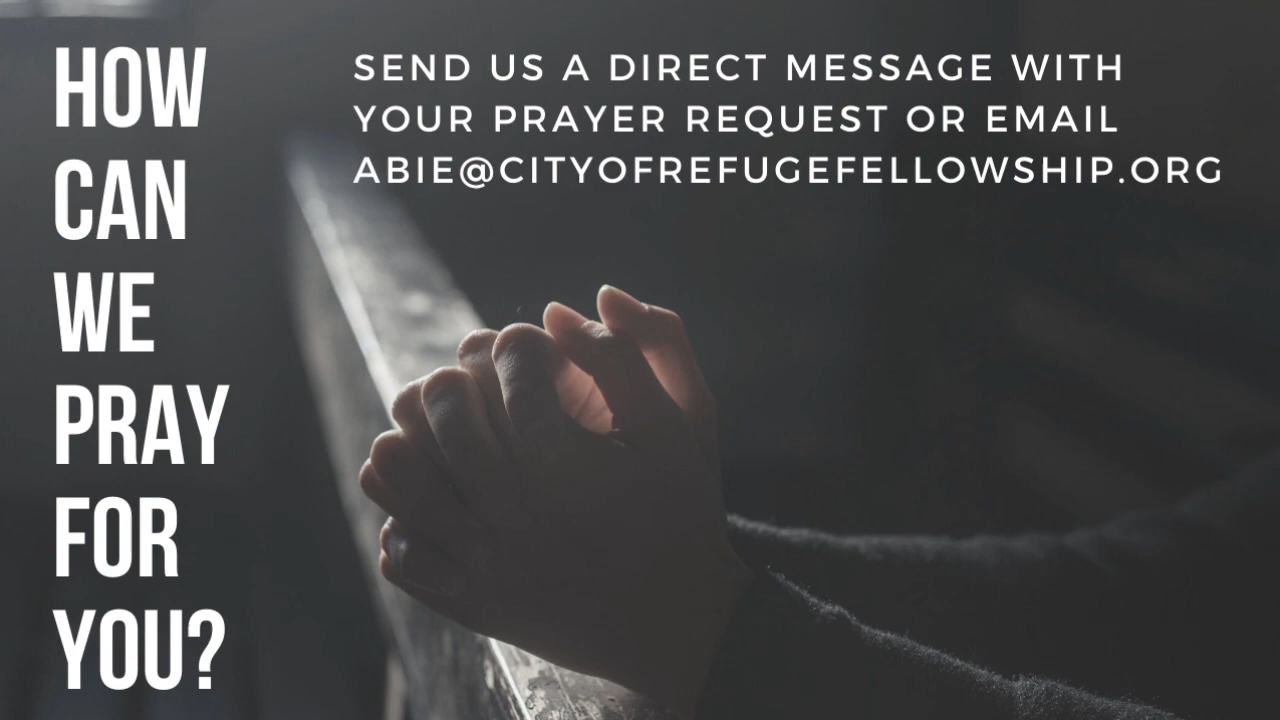 HOW
CAN
WE
PRAY
FOR
YOU?
SEND US A DIRECT MESSAGE WITH
YOUR PRAYER REQUEST OR EMAIL
ABIE@CITYOFREFUGEFELLOWSHIP.ORG